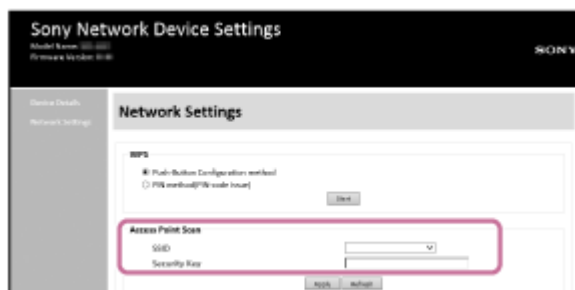 Sony Network Device Settings
Model Name
Firmware Version
SONY
Device Details
Network Settings
Network Settings
WPS
Push-Button Configuration method
PIN method(PIN-code Issue)
Start
Access Point Scan
SSID
Security Key
Apply
Refresh